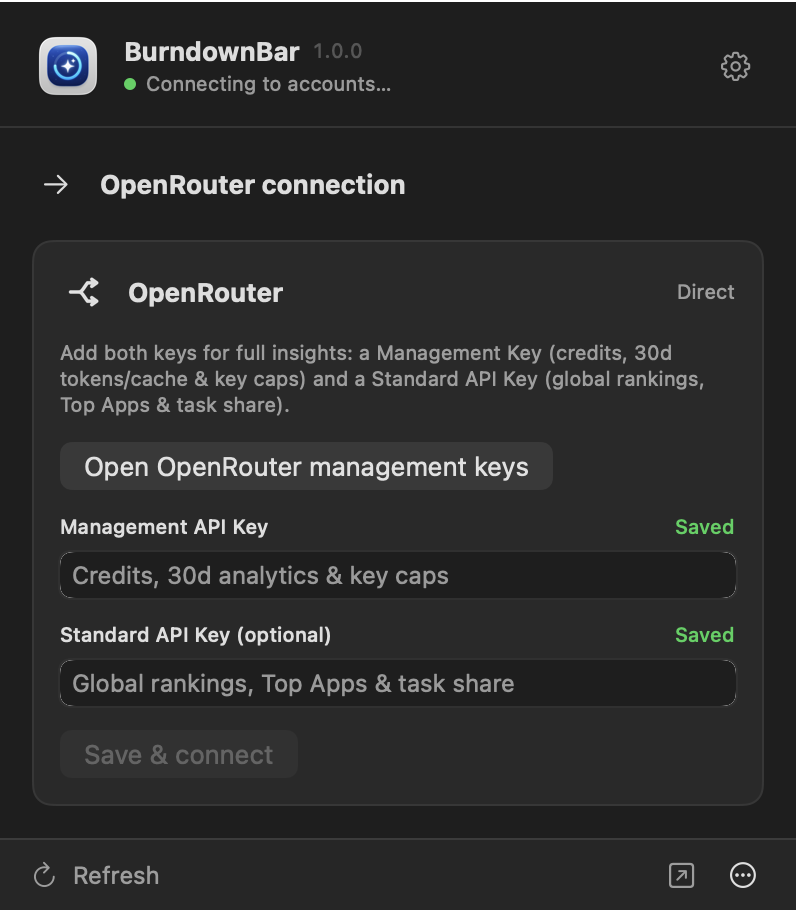 BurndownBar 1.0.0
Connecting to accounts...
OpenRouter connection
OpenRouter Direct
Add both keys for full insights: a Management Key (credits, 30d
tokens/cache & key caps) and a Standard API Key (global rankings,
Top Apps & task share).
Open OpenRouter management keys
Management API Key Saved
Credits, 30d analytics & key caps
Standard API Key (optional) Saved
Global rankings, Top Apps & task share
Save & connect
Refresh